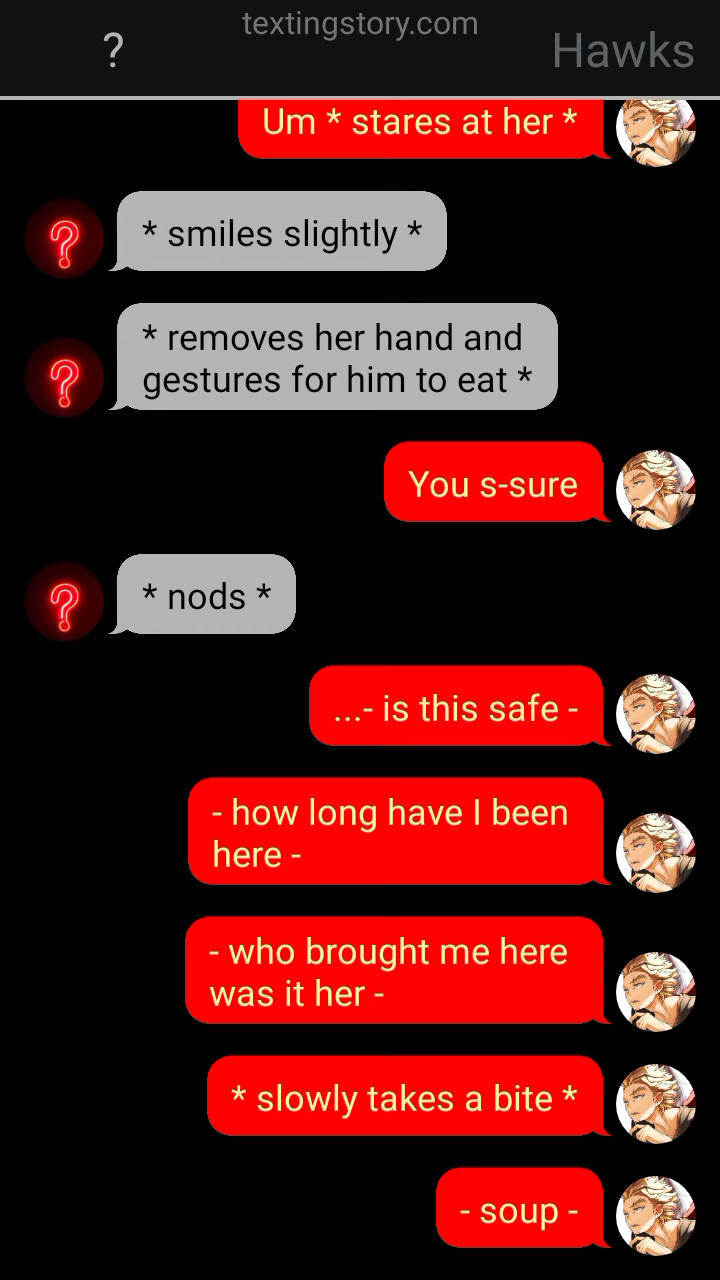 textingstory.com
?
Hawks
Um * stares at her *
* smiles slightly *
* removes her hand and
gestures for him to eat *
You s-sure
* nods *
...- is this safe -
- how long have I been
here -
- who brought me here
was it her -
* slowly takes a bite *
- soup -